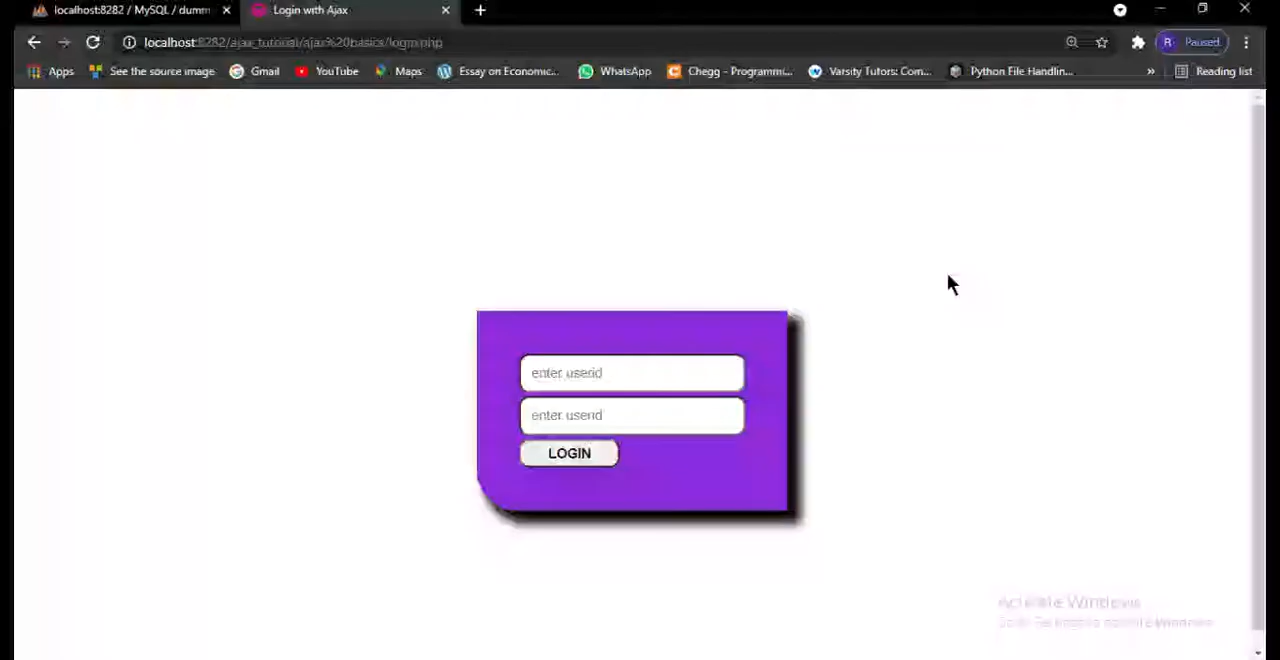 localhost:8282 / MySQL / dumm
Login with Ajax
localhost:8282/ajax_tutorial/ajax%20basics/login.php
Paused
Apps
See the source image
Gmail
YouTube
Maps
Essay on Economic...
WhatsApp
Chegg - Programmi...
Varsity Tutors: Com...
Python File Handlin...
»
Reading list
enter userid
enter userid
LOGIN
Activate Windows